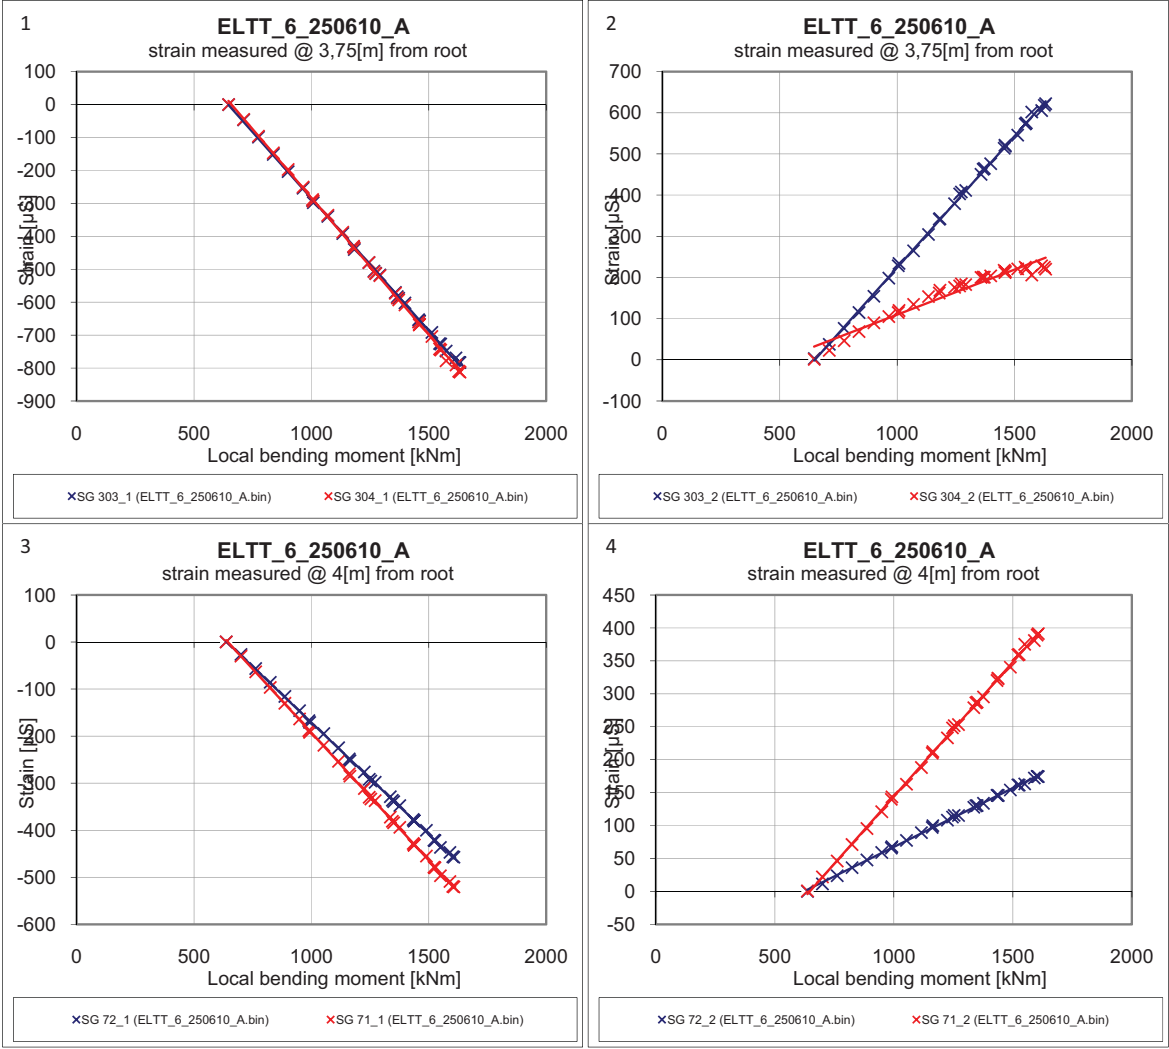 1
ELTT_6_250610_A
strain measured @ 3,75[m] from root
100
0
-100
-200
-300
-400
-500
-600
-700
-800
-900
Strain [µS]
0 500 1000 1500 2000
Local bending moment [kNm]
SG 303_1 (ELTT_6_250610_A.bin) SG 304_1 (ELTT_6_250610_A.bin)
2
ELTT_6_250610_A
strain measured @ 3,75[m] from root
700
600
500
400
300
200
100
0
-100
Strain [µS]
0 500 1000 1500 2000
Local bending moment [kNm]
SG 303_2 (ELTT_6_250610_A.bin) SG 304_2 (ELTT_6_250610_A.bin)
3
ELTT_6_250610_A
strain measured @ 4[m] from root
100
0
-100
-200
-300
-400
-500
-600
Strain [µS]
0 500 1000 1500 2000
Local bending moment [kNm]
SG 72_1 (ELTT_6_250610_A.bin) SG 71_1 (ELTT_6_250610_A.bin)
4
ELTT_6_250610_A
strain measured @ 4[m] from root
450
400
350
300
250
200
150
100
50
0
-50
Strain [µS]
0 500 1000 1500 2000
Local bending moment [kNm]
SG 72_2 (ELTT_6_250610_A.bin) SG 71_2 (ELTT_6_250610_A.bin)